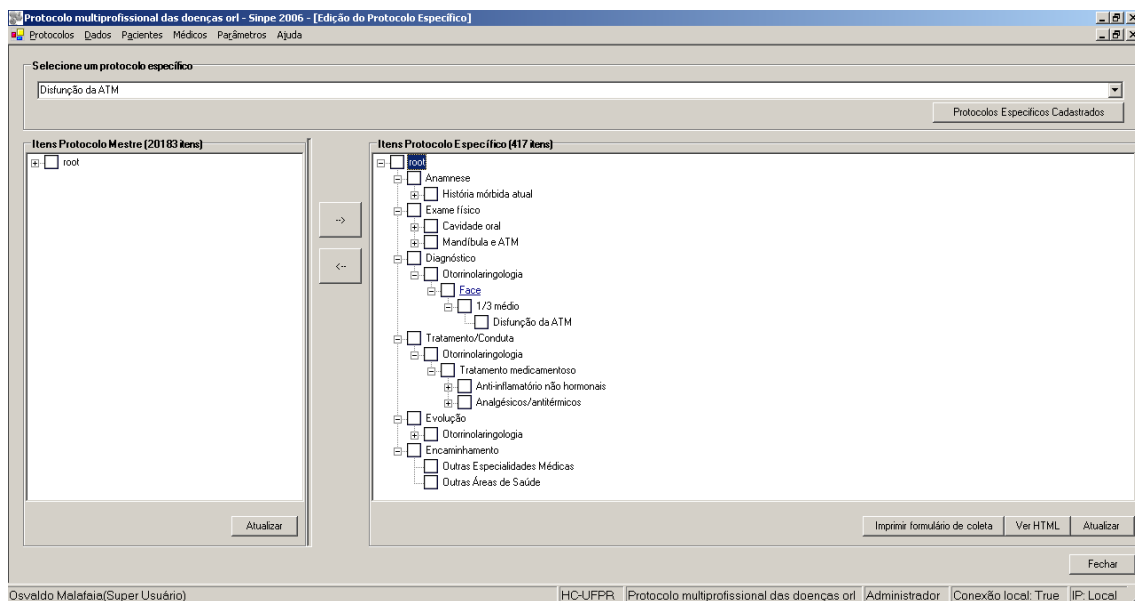 Protocolo multiprofissional das doenças orl - Sinpe 2006 - [Edição do Protocolo Específico]
Protocolos Dados Pacientes Médicos Parâmetros Ajuda
Selecione um protocolo específico
Disfunção da ATM
Protocolos Especificos Cadastrados
Itens Protocolo Mestre (20183 itens)
root
Atualizar
-->
<--
Itens Protocolo Específico (417 itens)
root
Anamnese
História mórbida atual
Exame físico
Cavidade oral
Mandíbula e ATM
Diagnóstico
Otorrinolaringologia
Face
1/3 médio
Disfunção da ATM
Tratamento/Conduta
Otorrinolaringologia
Tratamento medicamentoso
Anti-inflamatório não hormonais
Analgésicos/antitérmicos
Evolução
Otorrinolaringologia
Encaminhamento
Outras Especialidades Médicas
Outras Áreas de Saúde
Imprimir formulário de coleta Ver HTML Atualizar
Fechar
Osvaldo Malafaia(Super Usuário) HC-UFPR Protocolo multiprofissional das doenças orl Administrador Conexão local: True IP: Local